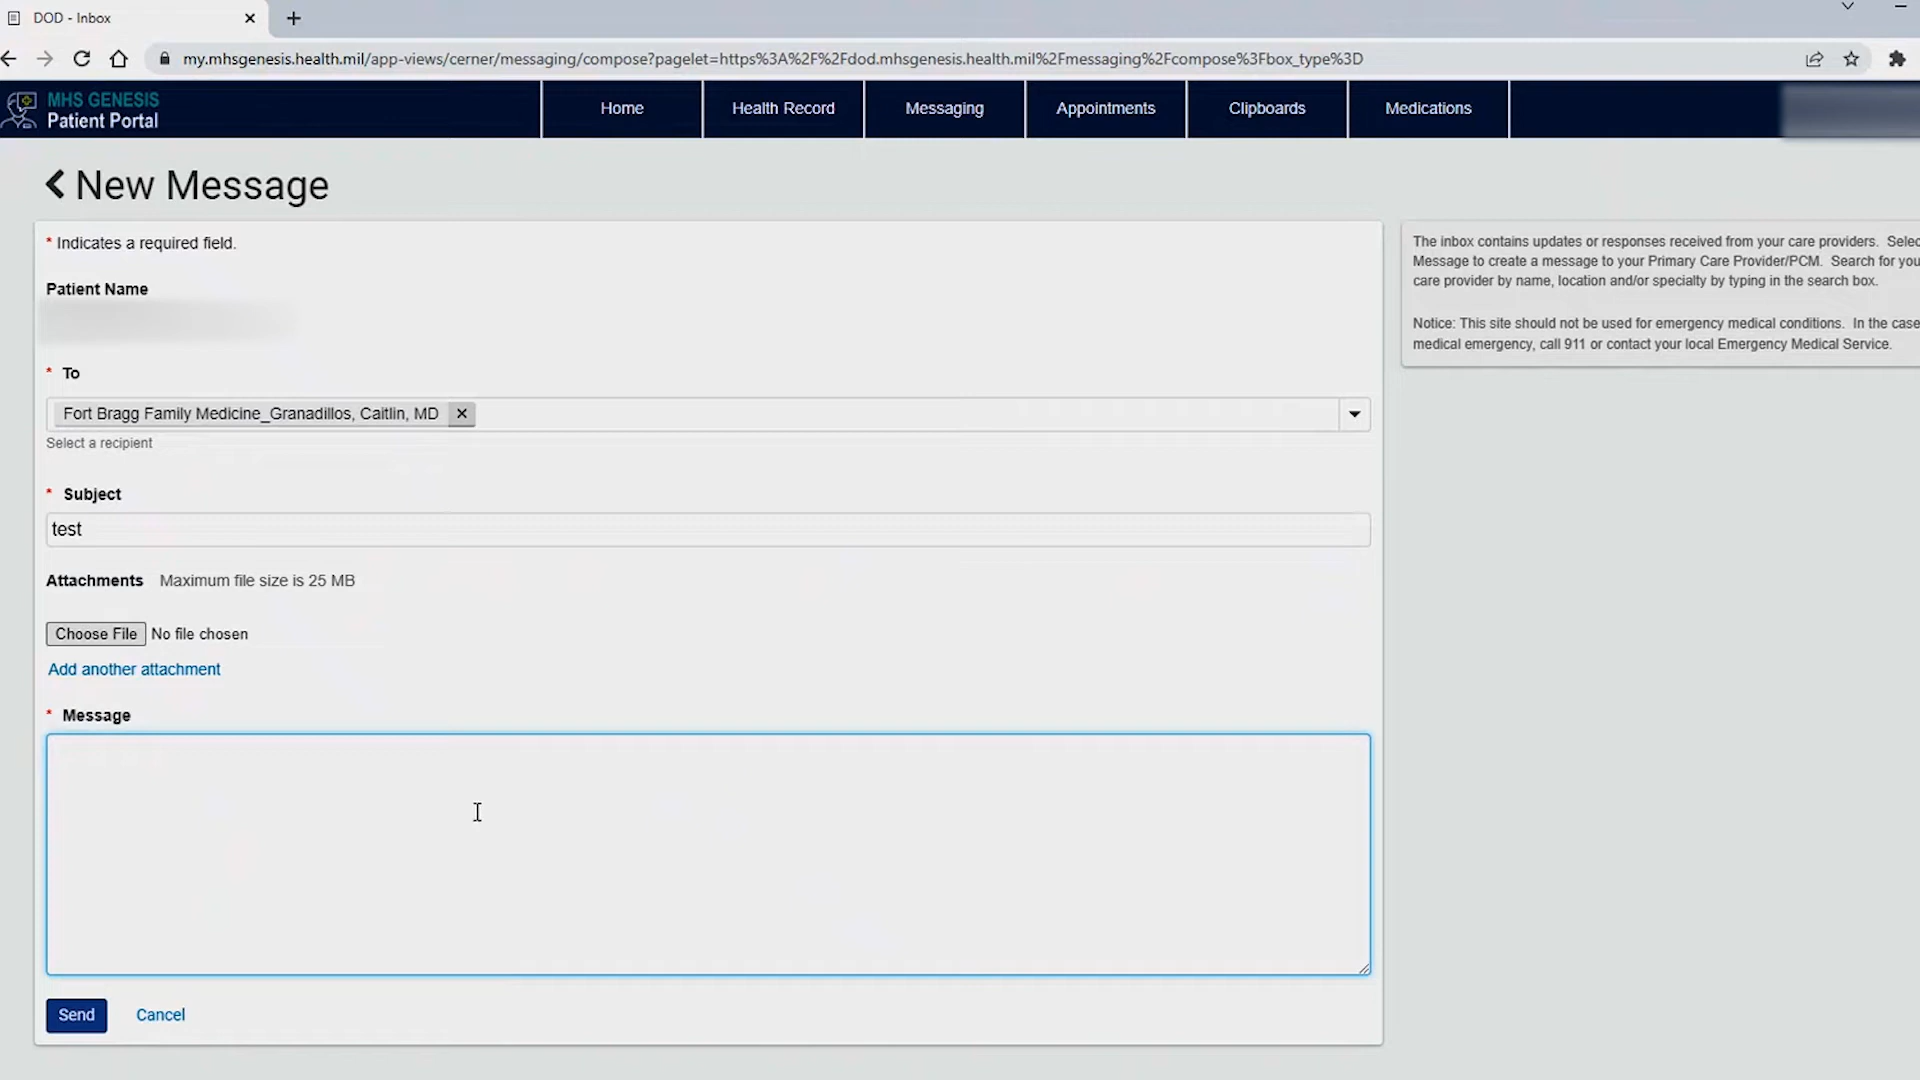 DOD - Inbox
my.mhsgenesis.health.mil/app-views/cerner/messaging/compose?pagelet=https%3A%2F%2Fdod.mhsgenesis.health.mil%2Fmessaging%2Fcompose%3Fbox_type%3D
MHS GENESIS
Patient Portal
Home
Health Record
Messaging
Appointments
Clipboards
Medications
New Message
* Indicates a required field.
Patient Name
* To
Fort Bragg Family Medicine_Granadillos, Caitlin, MD
Select a recipient
* Subject
test
Attachments Maximum file size is 25 MB
Choose File No file chosen
Add another attachment
* Message
Send
Cancel
The inbox contains updates or responses received from your care providers.
Message to create a message to your Primary Care Provider/PCM. Search for
care provider by name, location and/or specialty by typing in the search box.
Notice: This site should not be used for emergency medical conditions. In the case
medical emergency, call 911 or contact your local Emergency Medical Service.